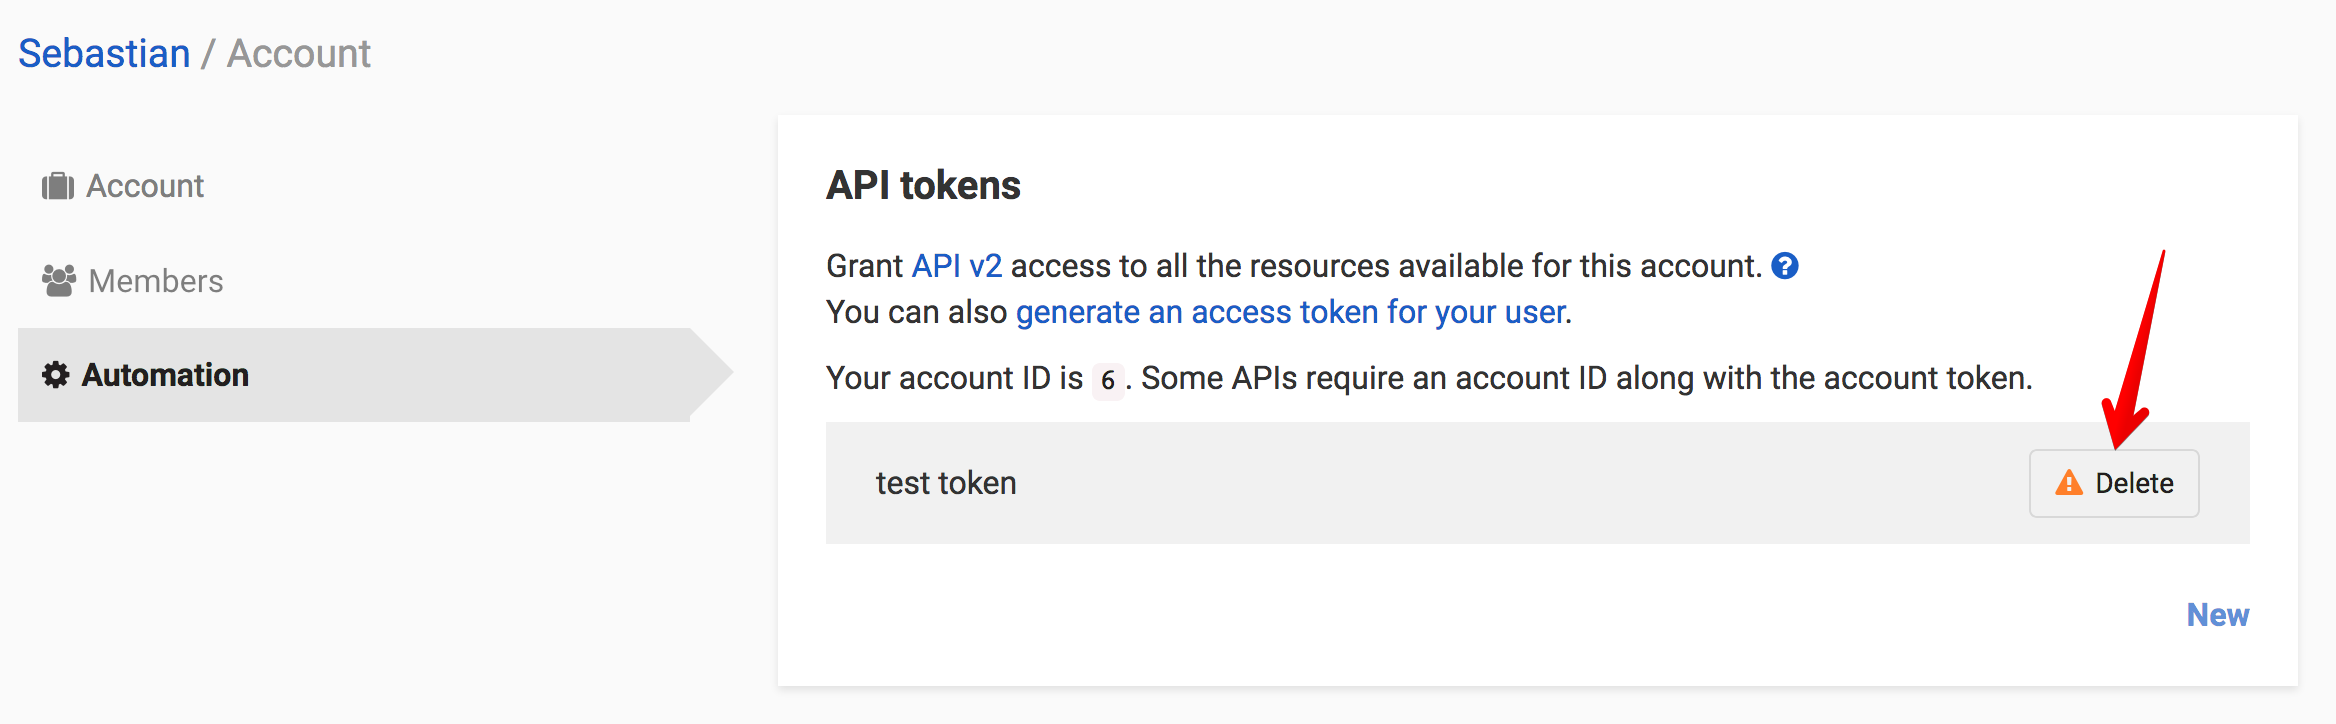 Sebastian / Account
Account
Members
Automation
API tokens
Grant API v2 access to all the resources available for this account. ?
You can also generate an access token for your user.
Your account ID is 6. Some APIs require an account ID along with the account token.
test token
Delete
New